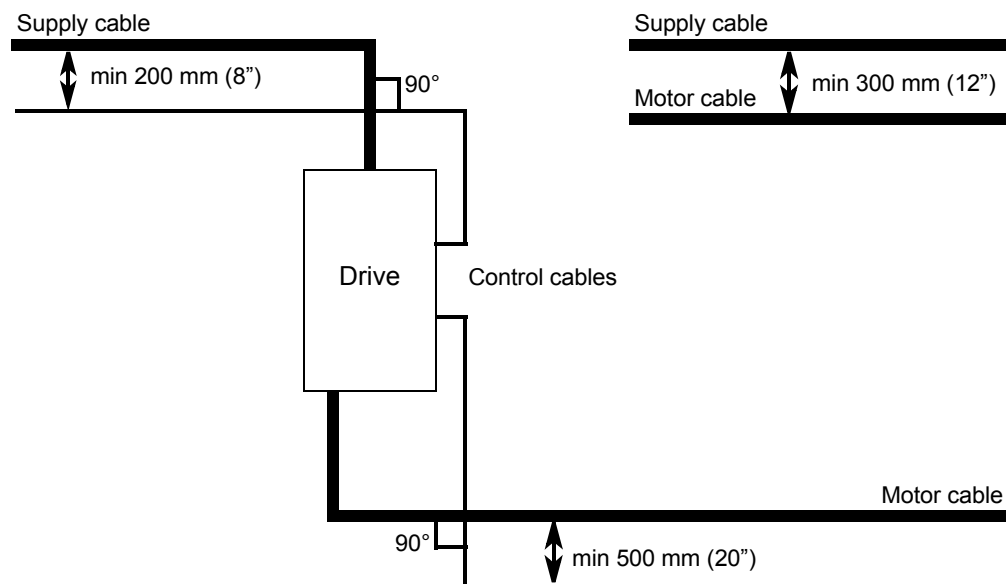 Supply cable
min 200 mm (8”)
90°
Supply cable
min 300 mm (12”)
Motor cable
Drive
Control cables
Motor cable
90°
min 500 mm (20”)